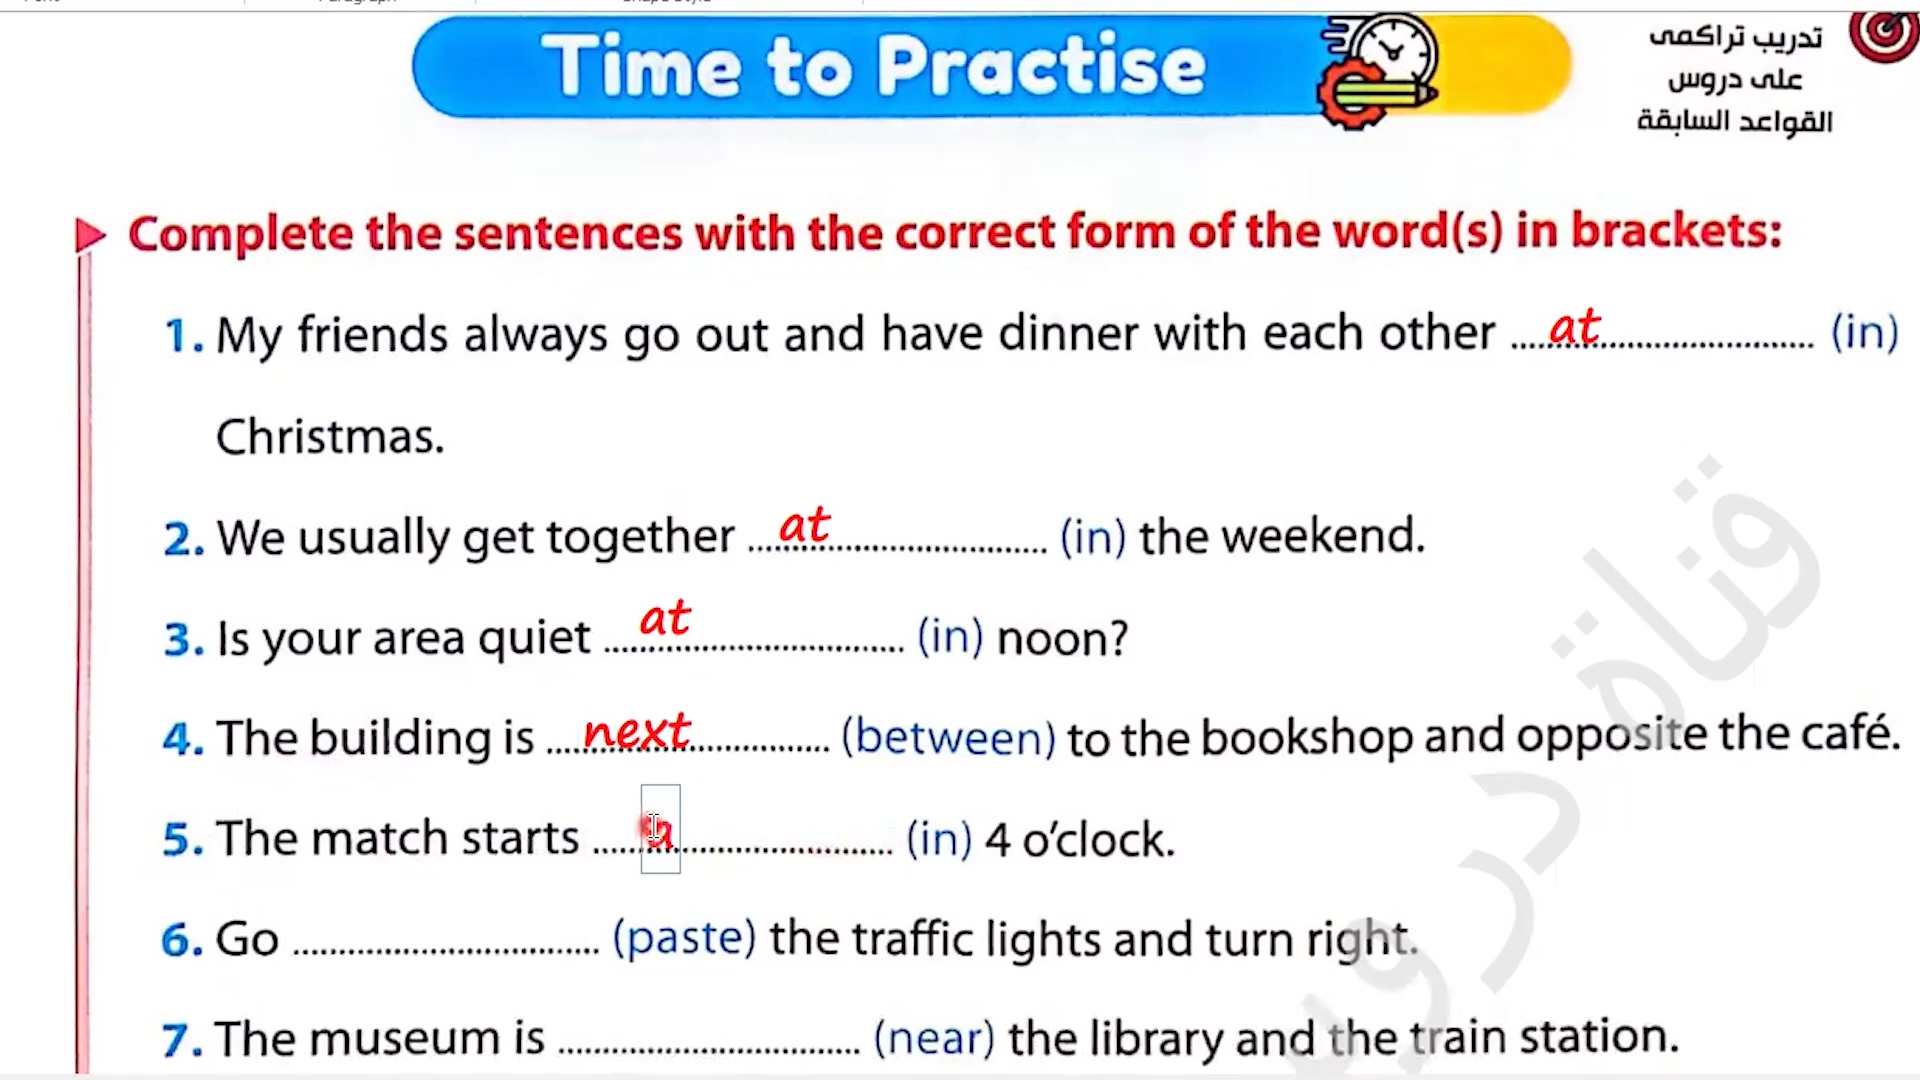 Time to Practise
تدريب تراكمى
على دروس
القواعد السابقة
Complete the sentences with the correct form of the word(s) in brackets:
1. My friends always go out and have dinner with each other ..... at ..... (in)
Christmas.
2. We usually get together ..... at ..... (in) the weekend.
3. Is your area quiet ..... at ..... (in) noon?
4. The building is ..... next ..... (between) to the bookshop and opposite the café.
5. The match starts ..... a ..... (in) 4 o'clock.
6. Go ..... (paste) the traffic lights and turn right.
7. The museum is ..... (near) the library and the train station.
قناة دروس